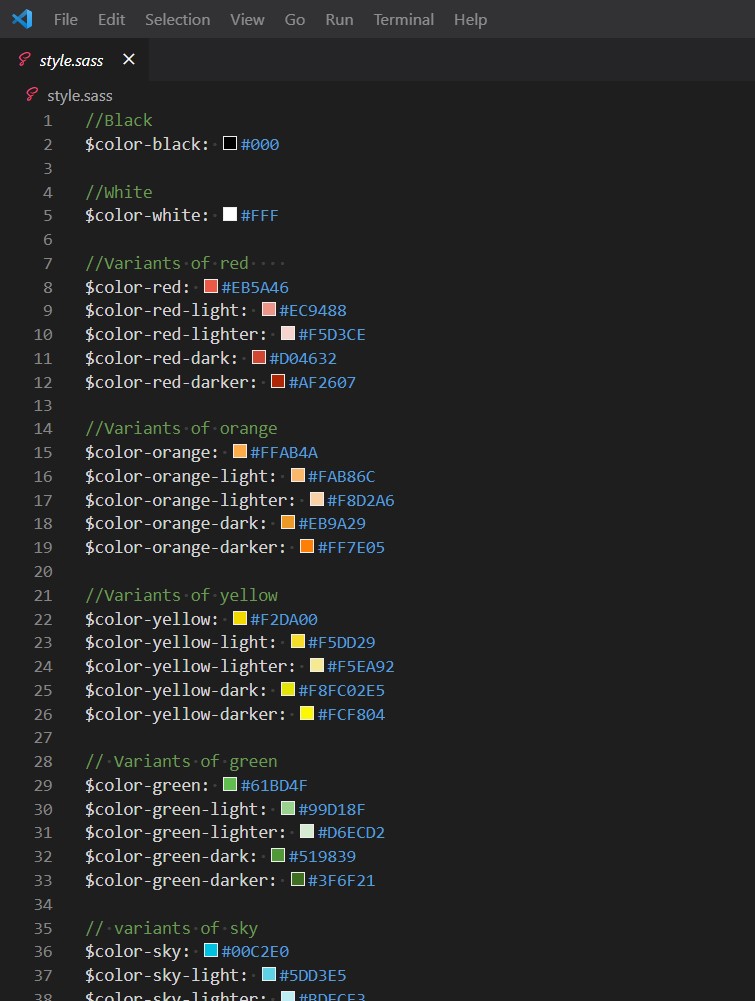 File Edit Selection View Go Run Terminal Help
style.sass
style.sass
1 //Black
2 $color-black: #000
3
4 //White
5 $color-white: #FFF
6
7 //Variants of red
8 $color-red: #EB5A46
9 $color-red-light: #EC9488
10 $color-red-lighter: #F5D3CE
11 $color-red-dark: #D04632
12 $color-red-darker: #AF2607
13
14 //Variants of orange
15 $color-orange: #FFAB4A
16 $color-orange-light: #FAB86C
17 $color-orange-lighter: #F8D2A6
18 $color-orange-dark: #EB9A29
19 $color-orange-darker: #FF7E05
20
21 //Variants of yellow
22 $color-yellow: #F2DA00
23 $color-yellow-light: #F5DD29
24 $color-yellow-lighter: #F5EA92
25 $color-yellow-dark: #F8FC02E5
26 $color-yellow-darker: #FCF804
27
28 // Variants of green
29 $color-green: #61BD4F
30 $color-green-light: #99D18F
31 $color-green-lighter: #D6ECD2
32 $color-green-dark: #519839
33 $color-green-darker: #3F6F21
34
35 // variants of sky
36 $color-sky: #00C2E0
37 $color-sky-light: #5DD3E5
38 $color-sky-lighter: